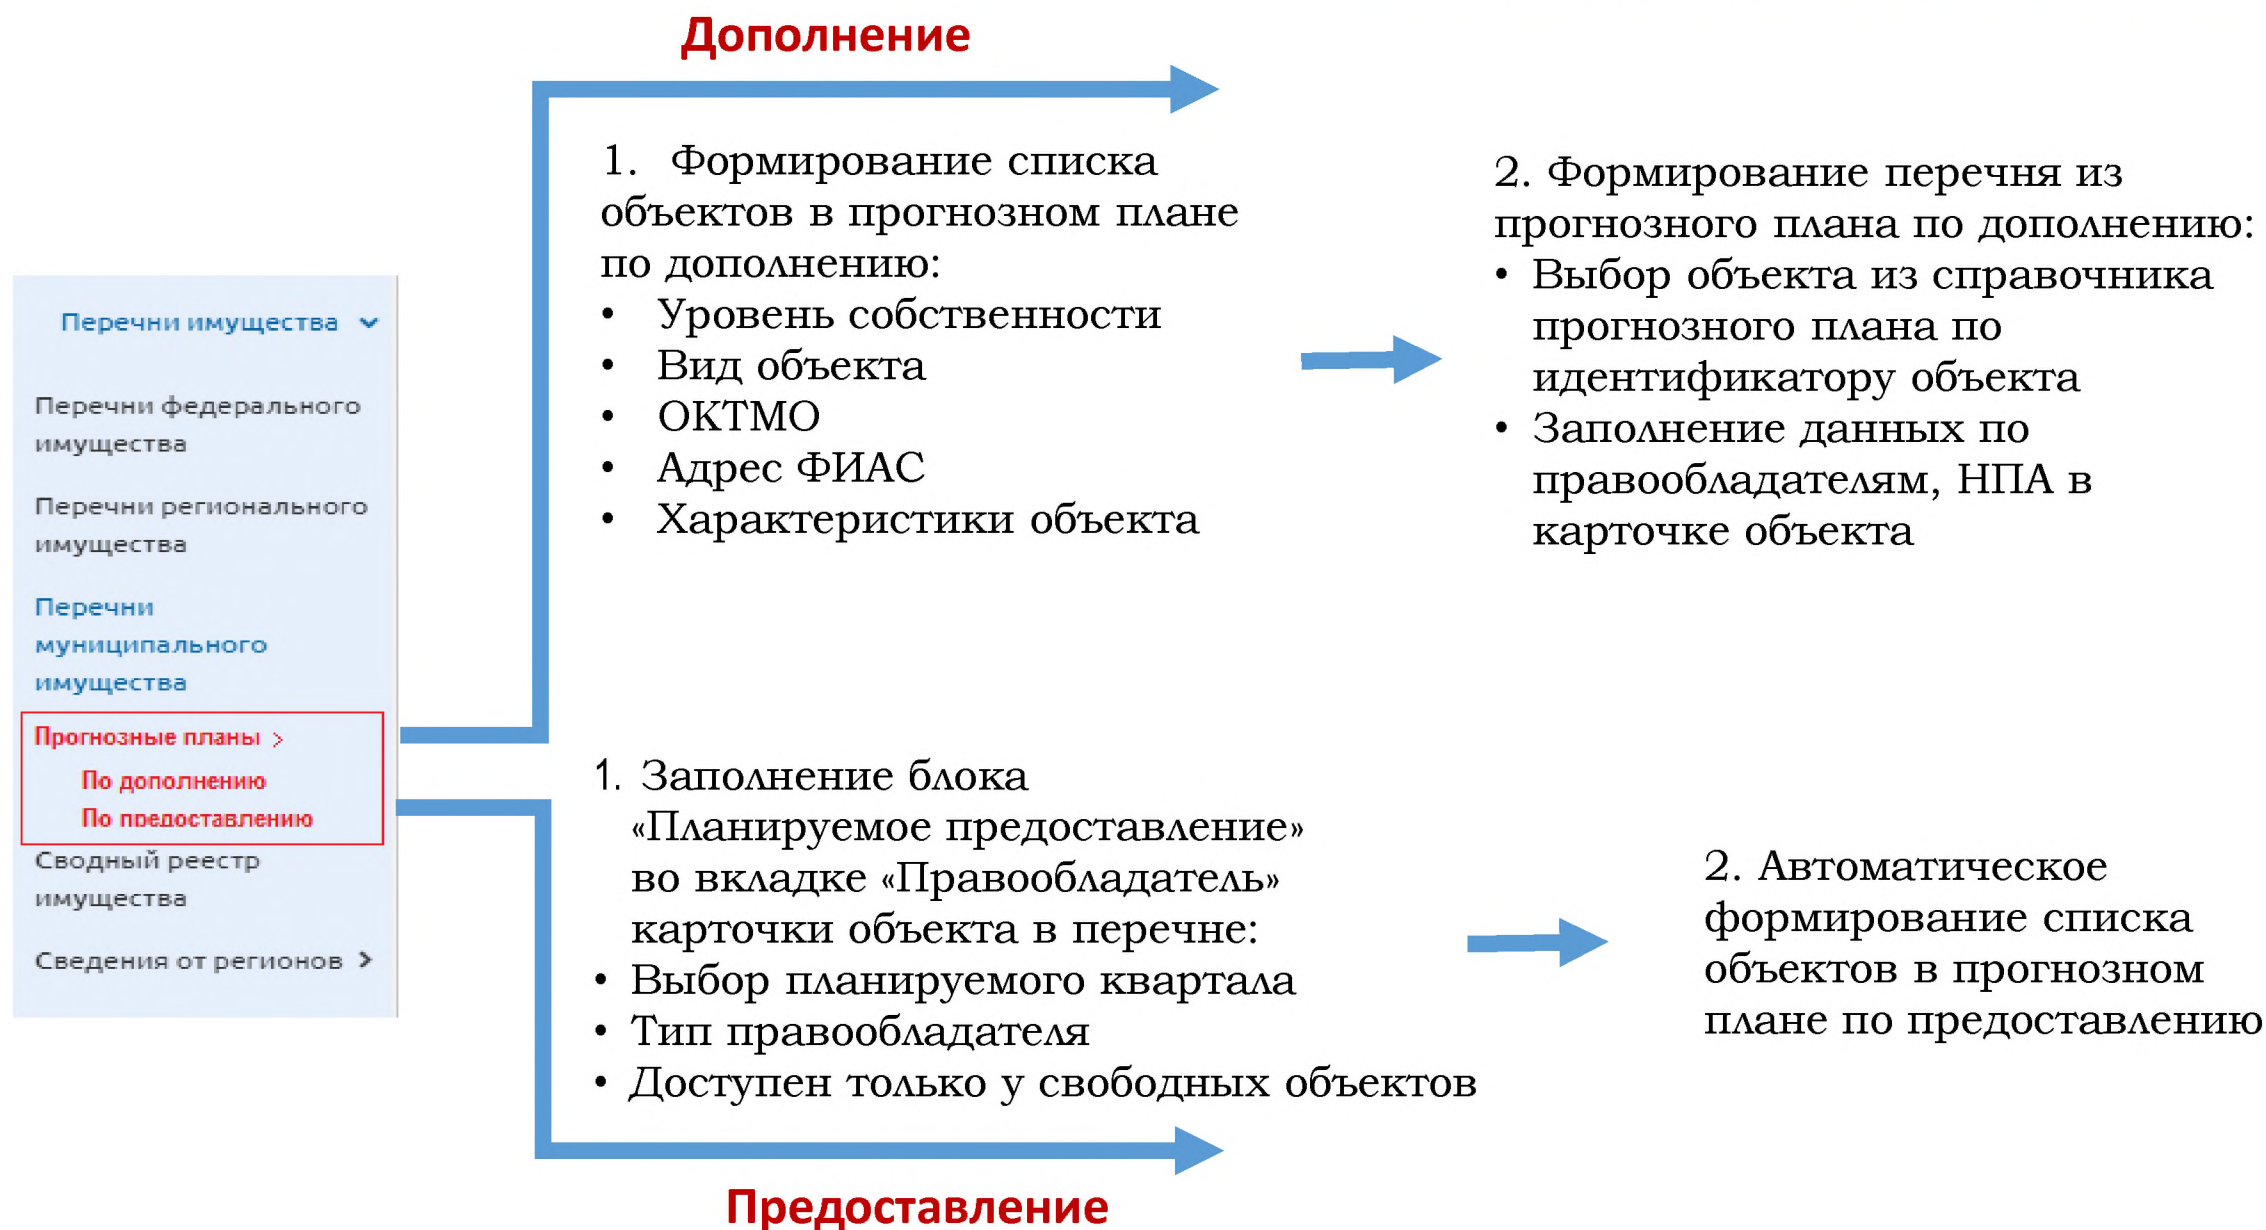 Дополнение
Перечни имущества
Перечни федерального
имущества
Перечни регионального
имущества
Перечни
муниципального
имущества
Прогнозные планы >
По дополнению
По предоставлению
Сводный реестр
имущества
Сведения от регионов >
1. Формирование списка
объектов в прогнозном плане
по дополнению:
• Уровень собственности
• Вид объекта
• ОКТМО
• Адрес ФИАС
• Характеристики объекта
2. Формирование перечня из
прогнозного плана по дополнению:
• Выбор объекта из справочника
прогнозного плана по
идентификатору объекта
• Заполнение данных по
правообладателям, НПА в
карточке объекта
1. Заполнение блока
«Планируемое предоставление»
во вкладке «Правообладатель»
карточки объекта в перечне:
• Выбор планируемого квартала
• Тип правообладателя
• Доступен только у свободных объектов
2. Автоматическое
формирование списка
объектов в прогнозном
плане по предоставлению
Предоставление